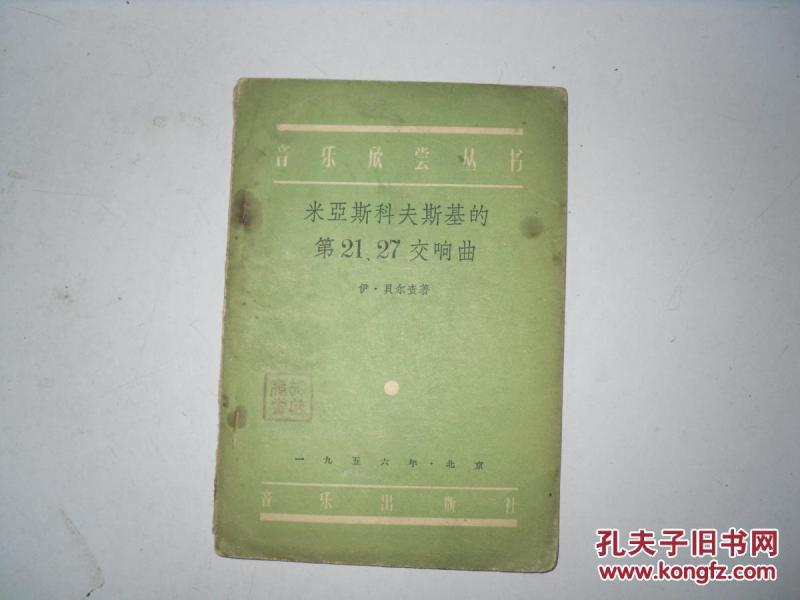 音乐欣尝丛书
米亞斯科夫斯基的
第21、27交响曲
伊·貝尔查著
一九五六年·北京
音乐出版社
孔夫子旧书网
www.kongfz.com